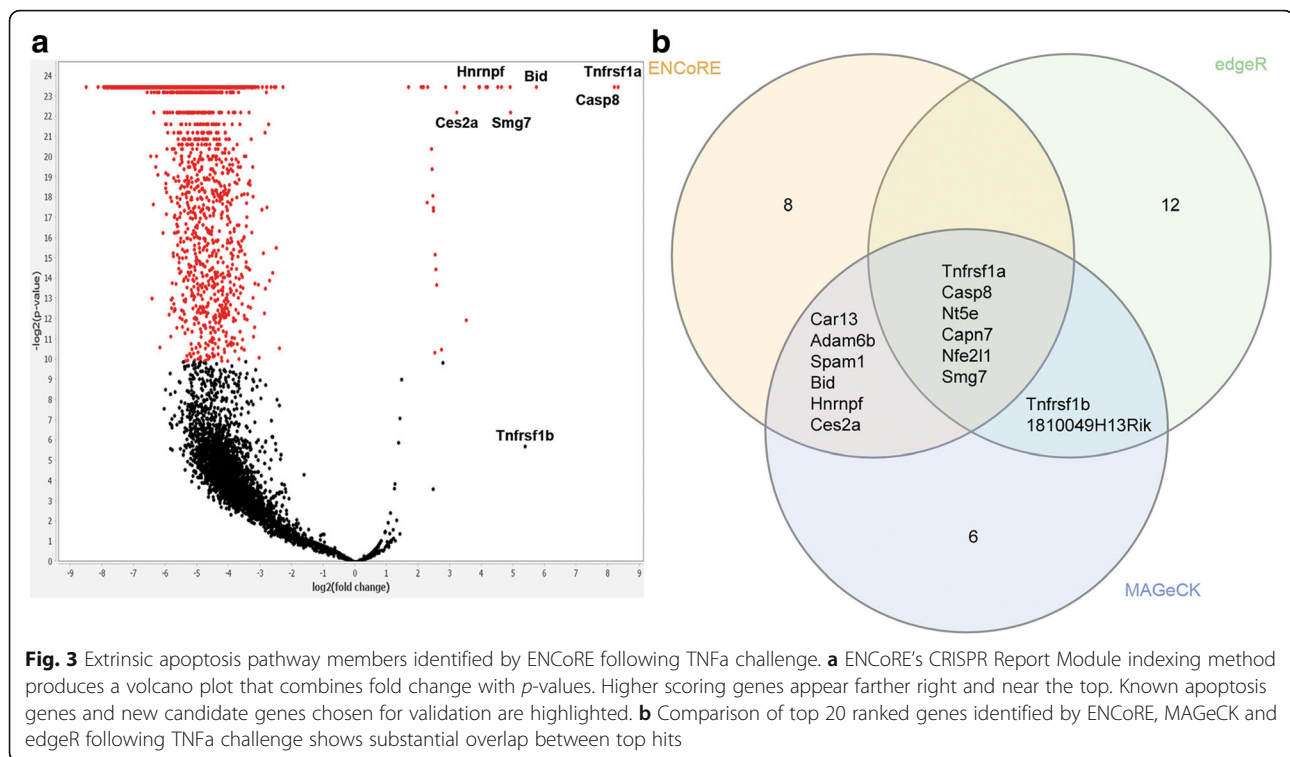 a
24
23
22
21
20
19
18
17
16
15
14
13
12
11
10
9
8
7
6
5
4
3
2
1
0
-log2(p-value)
Hnrnpf
Bid
Tnfrsf1a
Casp8
Ces2a
Smg7
Tnfrsf1b
-9 -8 -7 -6 -5 -4 -3 -2 -1 0 1 2 3 4 5 6 7 8 9
log2(fold change)
b
ENCoRE
edgeR
8
12
Tnfrsf1a
Casp8
Nt5e
Capn7
Nfe2l1
Smg7
Car13
Adam6b
Spam1
Bid
Hnrnpf
Ces2a
Tnfrsf1b
1810049H13Rik
6
MAGeCK
Fig. 3 Extrinsic apoptosis pathway members identified by ENCoRE following TNFa challenge. a ENCoRE's CRISPR Report Module indexing method
produces a volcano plot that combines fold change with p-values. Higher scoring genes appear farther right and near the top. Known apoptosis
genes and new candidate genes chosen for validation are highlighted. b Comparison of top 20 ranked genes identified by ENCoRE, MAGeCK and
edgeR following TNFa challenge shows substantial overlap between top hits